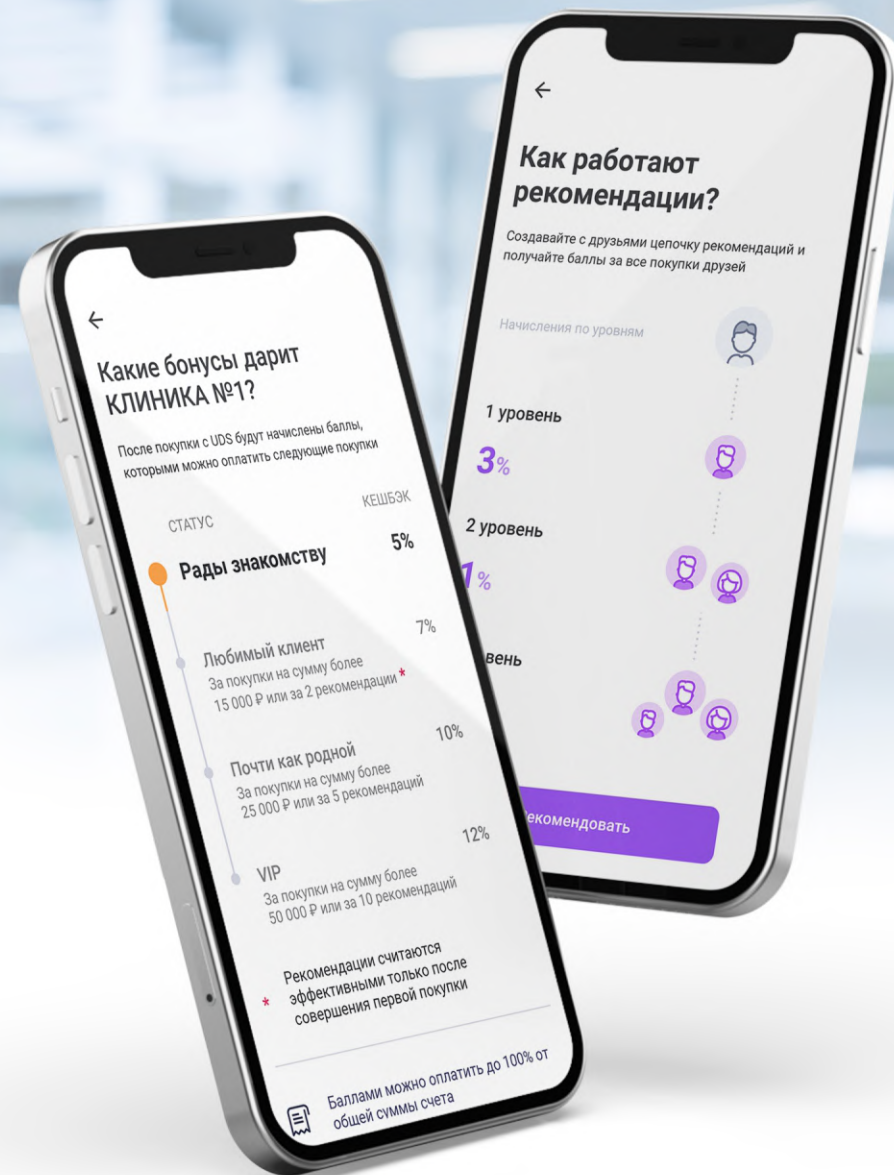 Какие бонусы дарит
КЛИНИКА №1?
После покупки с UDS будут начислены баллы,
которыми можно оплатить следующие покупки
СТАТУС КЕШБЭК
Рады знакомству 5%
Любимый клиент 7%
За покупки на сумму более
15 000 ₽ или за 2 рекомендации *
Почти как родной 10%
За покупки на сумму более
25 000 ₽ или за 5 рекомендаций
VIP 12%
За покупки на сумму более
50 000 ₽ или за 10 рекомендаций
* Рекомендации считаются
эффективными только после
совершения первой покупки
Баллами можно оплатить до 100% от
общей суммы счета
Как работают
рекомендации?
Создавайте с друзьями цепочку рекомендаций и
получайте баллы за все покупки друзей
Начисления по уровням
1 уровень
3%
2 уровень
1%
вень
екомендовать